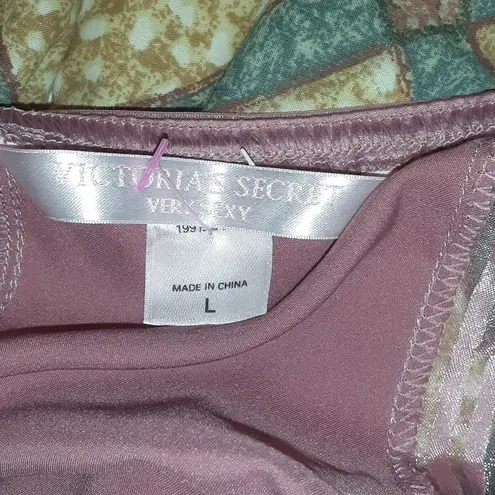 VICTORIA'S SECRET
VERY SEXY
MADE IN CHINA
L